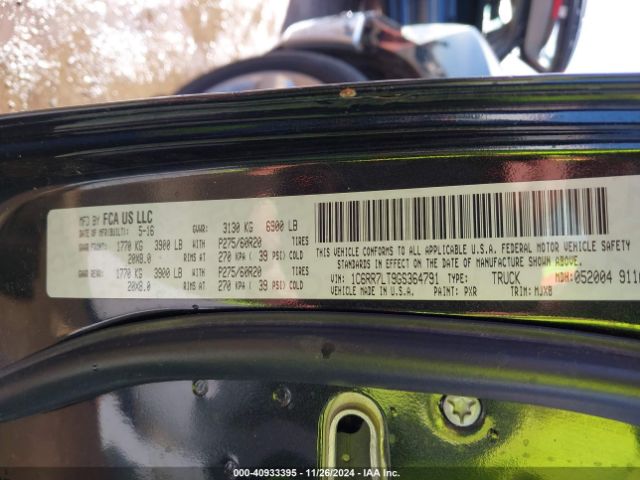 MFD BY FCA US LLC
DATE OF MFR(BUILT): 5-16 GVWR: 3130 KG 6900 LB
GAWR FRONT: 1770 KG 3900 LB WITH P275/60R20 TIRES
20X8.0 RIMS AT 270 KPA ( 39 PSI) COLD
GAWR REAR: 1770 KG 3900 LB WITH P275/60R20 TIRES
20X8.0 RIMS AT 270 KPA ( 39 PSI) COLD
THIS VEHICLE CONFORMS TO ALL APPLICABLE U.S.A. FEDERAL MOTOR VEHICLE SAFETY
STANDARDS IN EFFECT ON THE DATE OF MANUFACTURE SHOWN ABOVE.
VIN: 1C6RR7LT9GS364791 TYPE: TRUCK MDH: 052004 911
VEHICLE MADE IN U.S.A. PAINT: PXR TRIM: MJXB
000-40933395 - 11/26/2024 - IAA Inc.